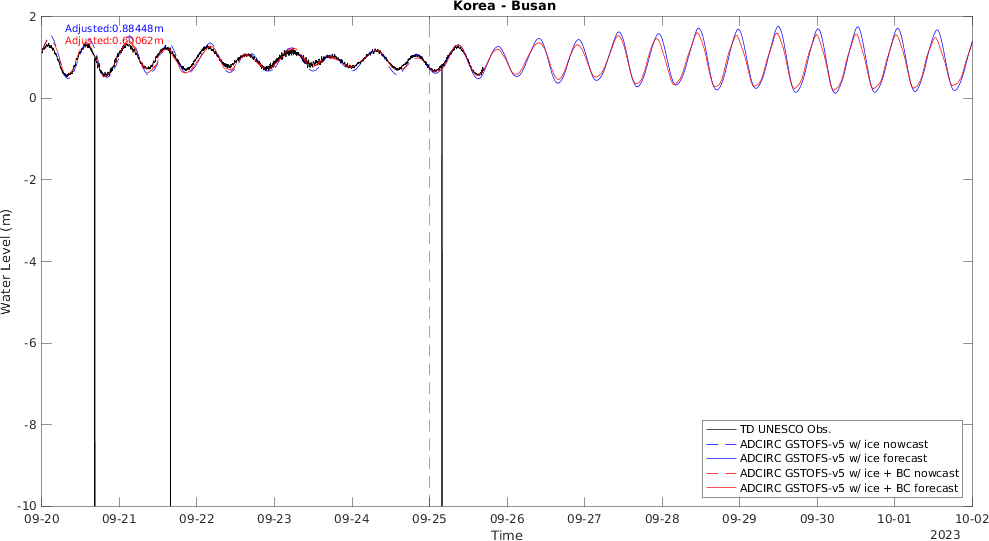 Korea - Busan
Adjusted:0.88448m
Adjusted:0.60062m
2
0
-2
-4
-6
-8
-10
Water Level (m)
TD UNESCO Obs.
ADCIRC GSTOFS-v5 w/ ice nowcast
ADCIRC GSTOFS-v5 w/ ice forecast
ADCIRC GSTOFS-v5 w/ ice + BC nowcast
ADCIRC GSTOFS-v5 w/ ice + BC forecast
09-20 09-21 09-22 09-23 09-24 09-25 09-26 09-27 09-28 09-29 09-30 10-01 10-02
Time
2023